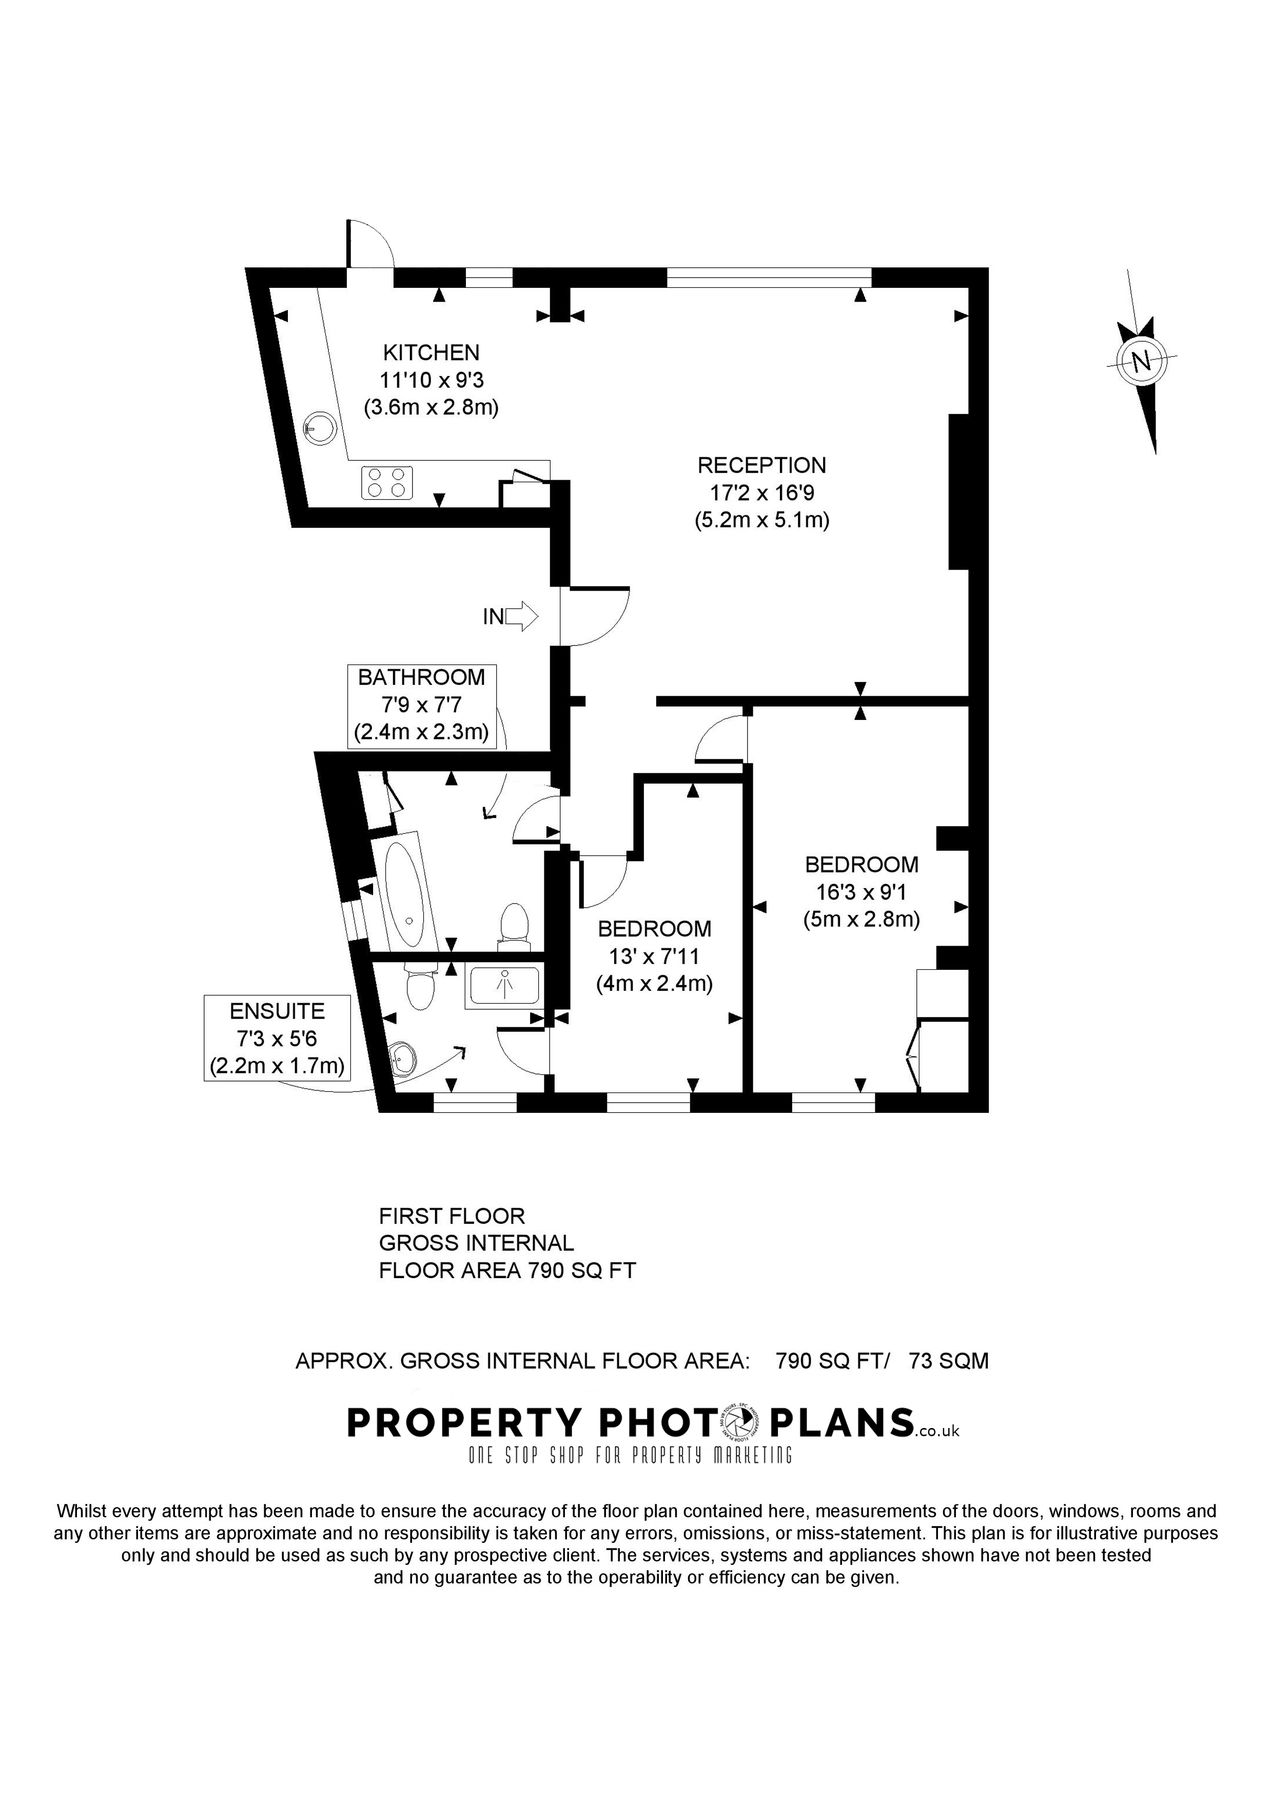 KITCHEN
11'10 x 9'3
(3.6m x 2.8m)
N
RECEPTION
17'2 x 16'9
(5.2m x 5.1m)
IN
BATHROOM
7'9 x 7'7
(2.4m x 2.3m)
BEDROOM
16'3 x 9'1
(5m x 2.8m)
BEDROOM
13' x 7'11
(4m x 2.4m)
ENSUITE
7'3 x 5'6
(2.2m x 1.7m)
FIRST FLOOR
GROSS INTERNAL
FLOOR AREA 790 SQ FT
APPROX. GROSS INTERNAL FLOOR AREA: 790 SQ FT/ 73 SQM
PROPERTY PHOTO PLANS.co.uk
ONE STOP SHOP FOR PROPERTY MARKETING
Whilst every attempt has been made to ensure the accuracy of the floor plan contained here, measurements of the doors, windows, rooms and
any other items are approximate and no responsibility is taken for any errors, omissions, or miss-statement. This plan is for illustrative purposes
only and should be used as such by any prospective client. The services, systems and appliances shown have not been tested
and no guarantee as to the operability or efficiency can be given.